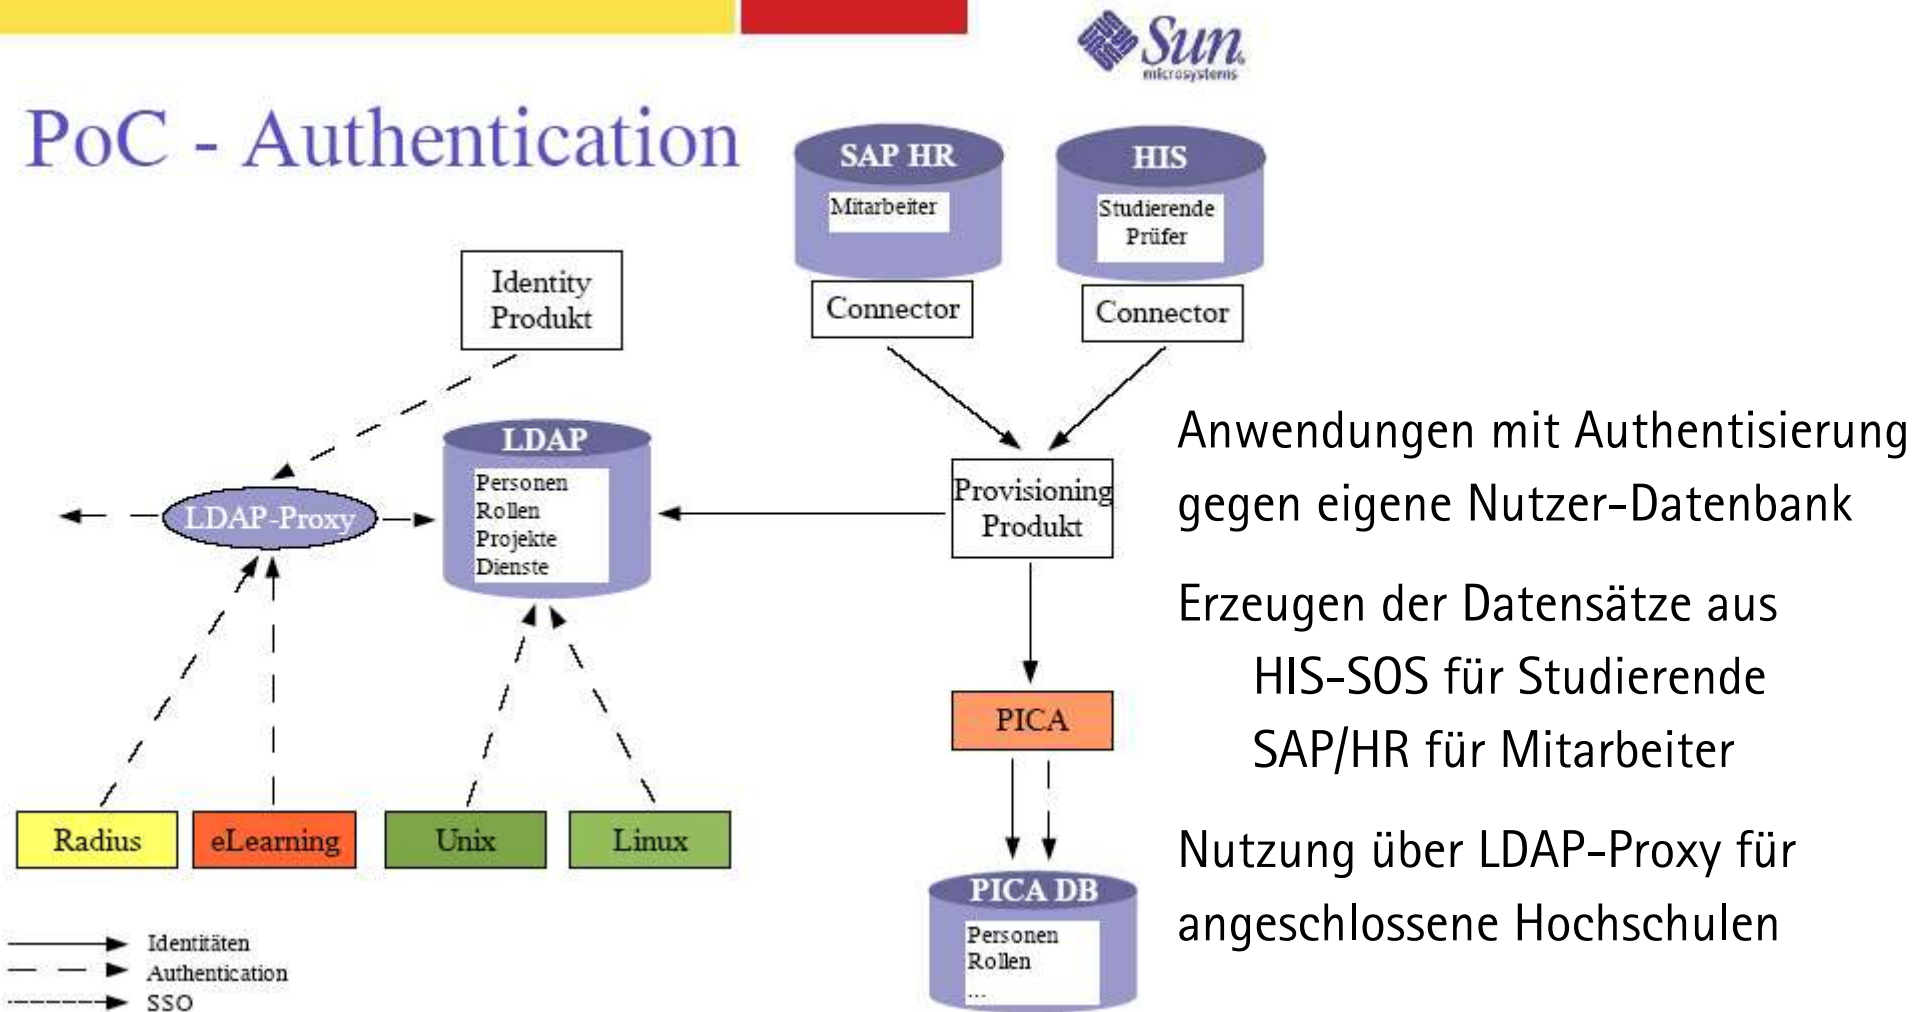 Sun
microsystems
PoC - Authentication
SAP HR
Mitarbeiter
HIS
Studierende
Prüfer
Identity
Produkt
Connector
Connector
LDAP
Personen
Rollen
Projekte
Dienste
LDAP-Proxy
Provisioning
Produkt
PICA
Radius
eLearning
Unix
Linux
PICA DB
Personen
Rollen
...
Identitäten
Authentication
SSO
Anwendungen mit Authentisierung
gegen eigene Nutzer-Datenbank
Erzeugen der Datensätze aus
HIS-SOS für Studierende
SAP/HR für Mitarbeiter
Nutzung über LDAP-Proxy für
angeschlossene Hochschulen